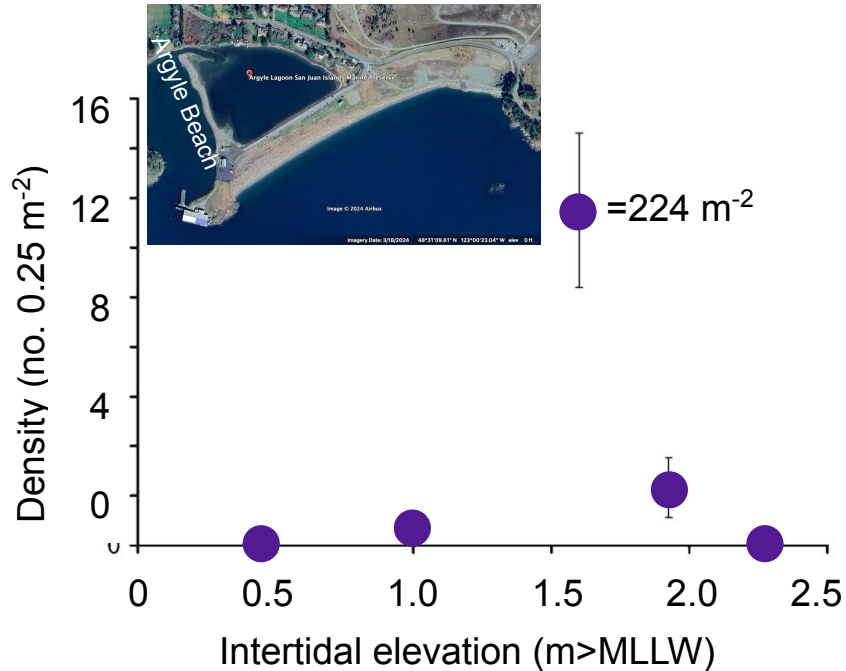 Argyle Beach
Argyle Lagoon San Juan Islands Marine Preserve
Image © 2024 Airbus
Imagery Date: 3/18/2024 48°31'09.61" N 123°00'23.04" W elev 0 ft
16
12
8
4
0
Density (no. 0.25 m-2)
=224 m-2
0 0.5 1.0 1.5 2.0 2.5
Intertidal elevation (m>MLLW)